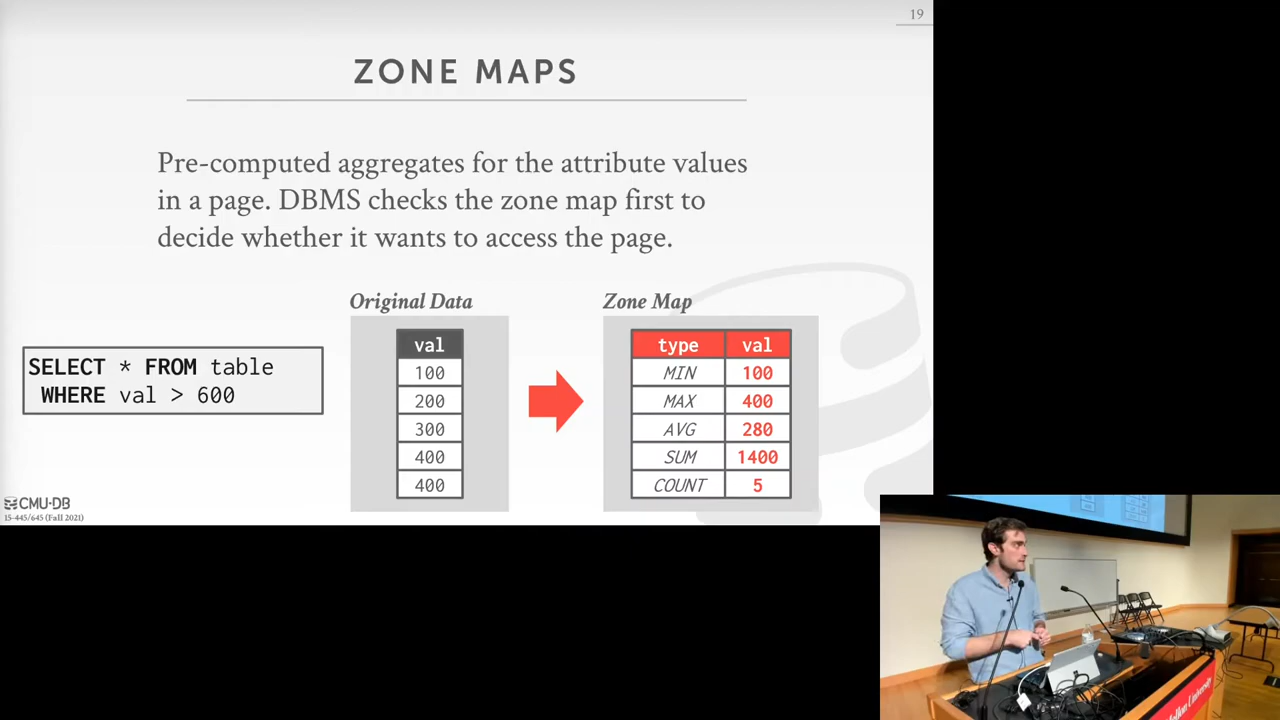 19
ZONE MAPS
Pre-computed aggregates for the attribute values
in a page. DBMS checks the zone map first to
decide whether it wants to access the page.
SELECT * FROM table
WHERE val > 600
Original Data
val
100
200
300
400
400
Zone Map
type val
MIN 100
MAX 400
AVG 280
SUM 1400
COUNT 5
CMU·DB
15-445/645 (Fall 2021)
Mellon University